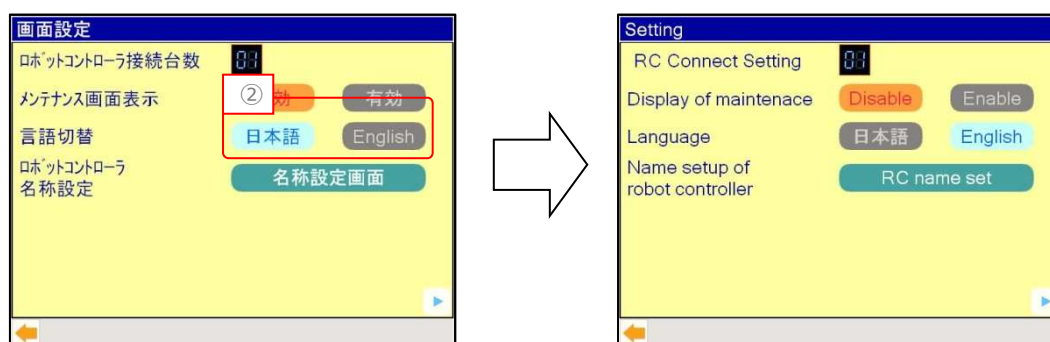 画面設定
ロボットコントローラ接続台数 01
メンテナンス画面表示 ② 効 有効
言語切替 日本語 English
ロボットコントローラ
名称設定 名称設定画面
Setting
RC Connect Setting 01
Display of maintenace Disable Enable
Language 日本語 English
Name setup of
robot controller RC name set